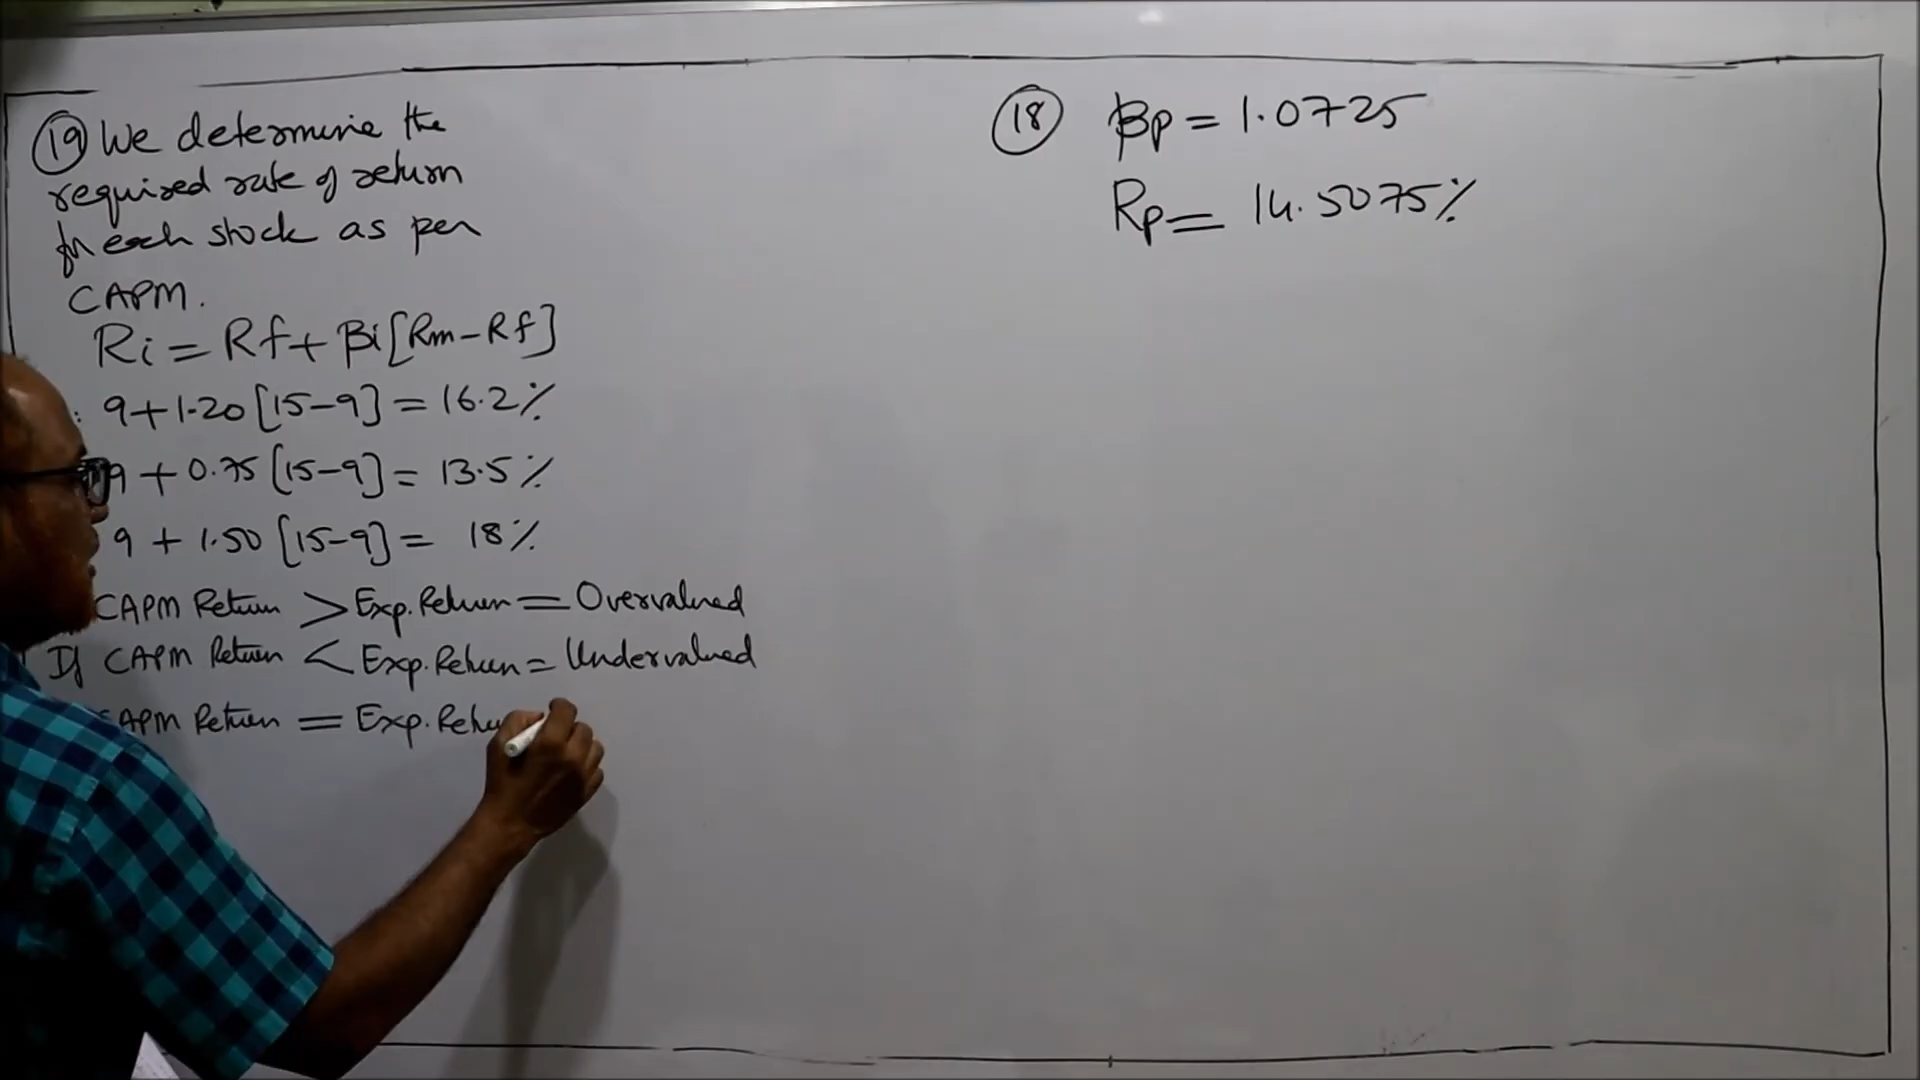 19 We determine the
required rate of return
for each stock as per
CAPM.
Ri = Rf + βi [Rm - Rf]
: 9 + 1.20 [15-9] = 16.2%
9 + 0.75 [15-9] = 13.5%
9 + 1.50 [15-9] = 18%
CAPM Return > Exp. Return = Overvalued
If CAPM Return < Exp. Return = Undervalued
CAPM Return = Exp. Retu
18 βp = 1.0725
Rp = 14.5075%